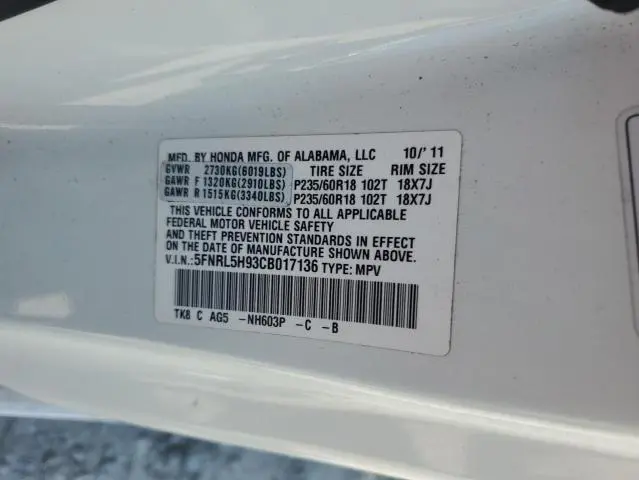 MFD. BY HONDA MFG. OF ALABAMA, LLC 10/'11
GVWR 2730KG(6019LBS) TIRE SIZE RIM SIZE
GAWR F 1320KG(2910LBS) P235/60R18 102T 18X7J
GAWR R 1515KG(3340LBS) P235/60R18 102T 18X7J
THIS VEHICLE CONFORMS TO ALL APPLICABLE
FEDERAL MOTOR VEHICLE SAFETY
AND THEFT PREVENTION STANDARDS IN EFFECT
ON THE DATE OF MANUFACTURE SHOWN ABOVE.
V.I.N.:5FNRL5H93CB017136 TYPE: MPV
TK8 C AG5 -NH603P -C -B